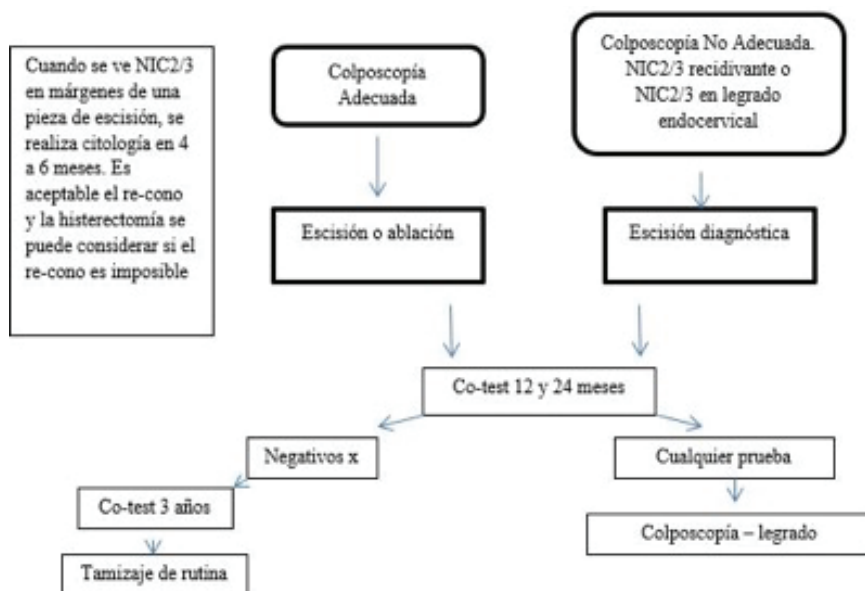 Cuando se ve NIC2/3
en márgenes de una
pieza de escisión, se
realiza citología en 4
a 6 meses. Es
aceptable el re-cono
y la histerectomía se
puede considerar si el
re-cono es imposible
Colposcopía
Adecuada
Colposcopía No Adecuada.
NIC2/3 recidivante o
NIC2/3 en legrado
endocervical
Escisión o ablación
Escisión diagnóstica
Co-test 12 y 24 meses
Negativos x
Cualquier prueba
Co-test 3 años
Colposcopía – legrado
Tamizaje de rutina